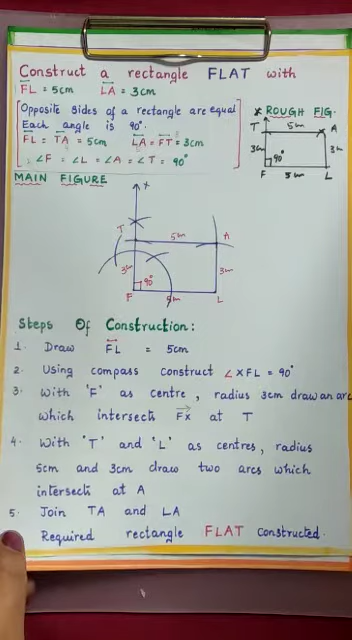 Construct a rectangle FLAT with
FL = 5cm LA = 3cm
Opposite sides of a rectangle are equal
Each angle is 90°
FL = TA = 5cm LA = FT = 3cm
∠F = ∠L = ∠A = ∠T = 90°
* ROUGH FIG.
T 5cm A
3cm 3c
90°
F 5cm L
MAIN FIGURE
x
T 5cm A
3cm 3cm
90°
F 5cm L
Steps Of Construction:
1. Draw FL = 5cm
2. Using compass construct ∠XFL = 90°
3. With 'F' as centre, radius 3cm draw an arc
which intersects FX at T
4. With 'T' and 'L' as centres, radius
5cm and 3cm draw two arcs which
intersects at A
5. Join TA and LA
Required rectangle FLAT constructed.